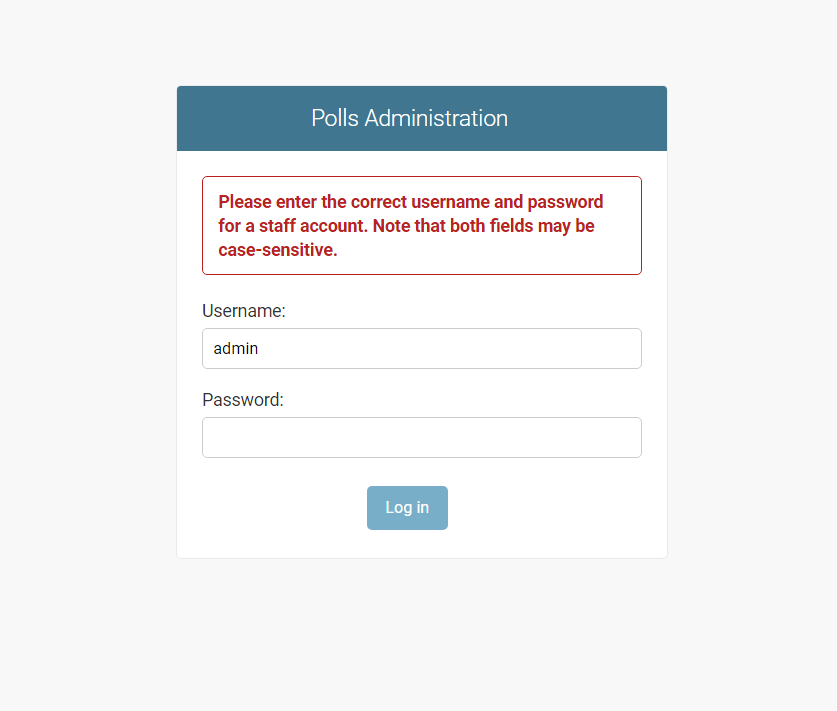 Polls Administration
Please enter the correct username and password
for a staff account. Note that both fields may be
case-sensitive.
Username:
admin
Password:
Log in